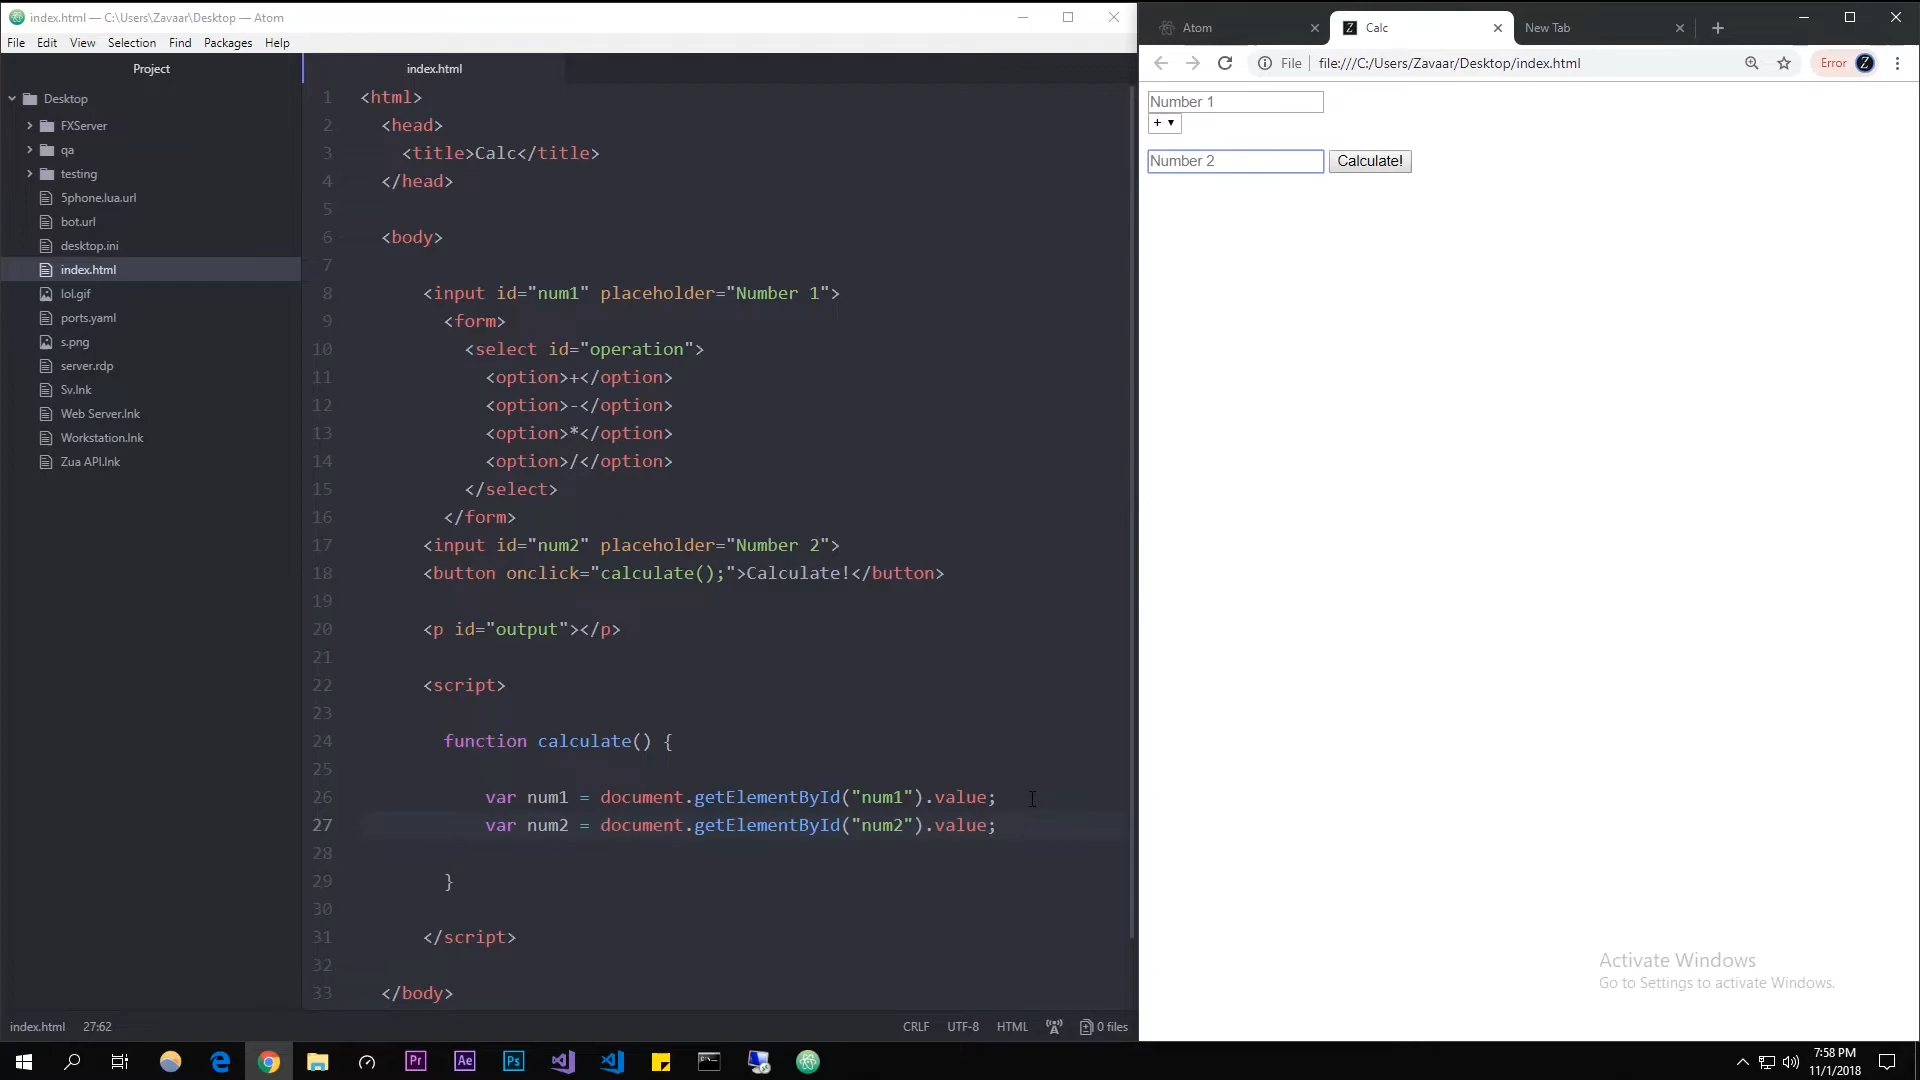 index.html — C:\Users\Zavaar\Desktop — Atom
File Edit View Selection Find Packages Help
Project
Desktop
FXServer
qa
testing
5phone.lua.url
bot.url
desktop.ini
index.html
lol.gif
ports.yaml
s.png
server.rdp
Sv.lnk
Web Server.lnk
Workstation.lnk
Zua API.lnk
index.html
1 <html>
2 <head>
3 <title>Calc</title>
4 </head>
5
6 <body>
7
8 <input id="num1" placeholder="Number 1">
9 <form>
10 <select id="operation">
11 <option>+</option>
12 <option>-</option>
13 <option>*</option>
14 <option>/</option>
15 </select>
16 </form>
17 <input id="num2" placeholder="Number 2">
18 <button onclick="calculate();">Calculate!</button>
19
20 <p id="output"></p>
21
22 <script>
23
24 function calculate() {
25
26 var num1 = document.getElementById("num1").value;
27 var num2 = document.getElementById("num2").value;
28
29 }
30
31 </script>
32
33 </body>
index.html 27:62 CRLF UTF-8 HTML 0 files
Atom Calc New Tab
File file:///C:/Users/Zavaar/Desktop/index.html Error Z
Number 1
+
Number 2 Calculate!
Activate Windows
Go to Settings to activate Windows.
Pr Ae Ps
7:58 PM
11/1/2018